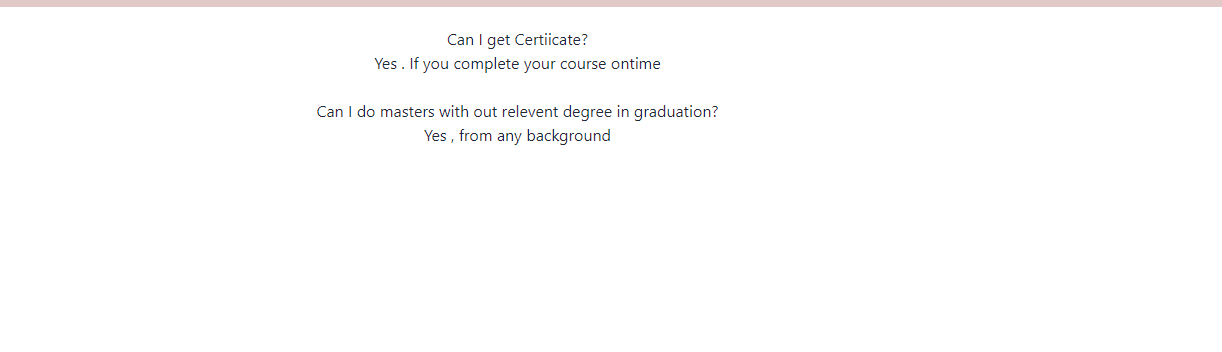 Can I get Certiicate?
Yes . If you complete your course ontime
Can I do masters with out relevent degree in graduation?
Yes , from any background